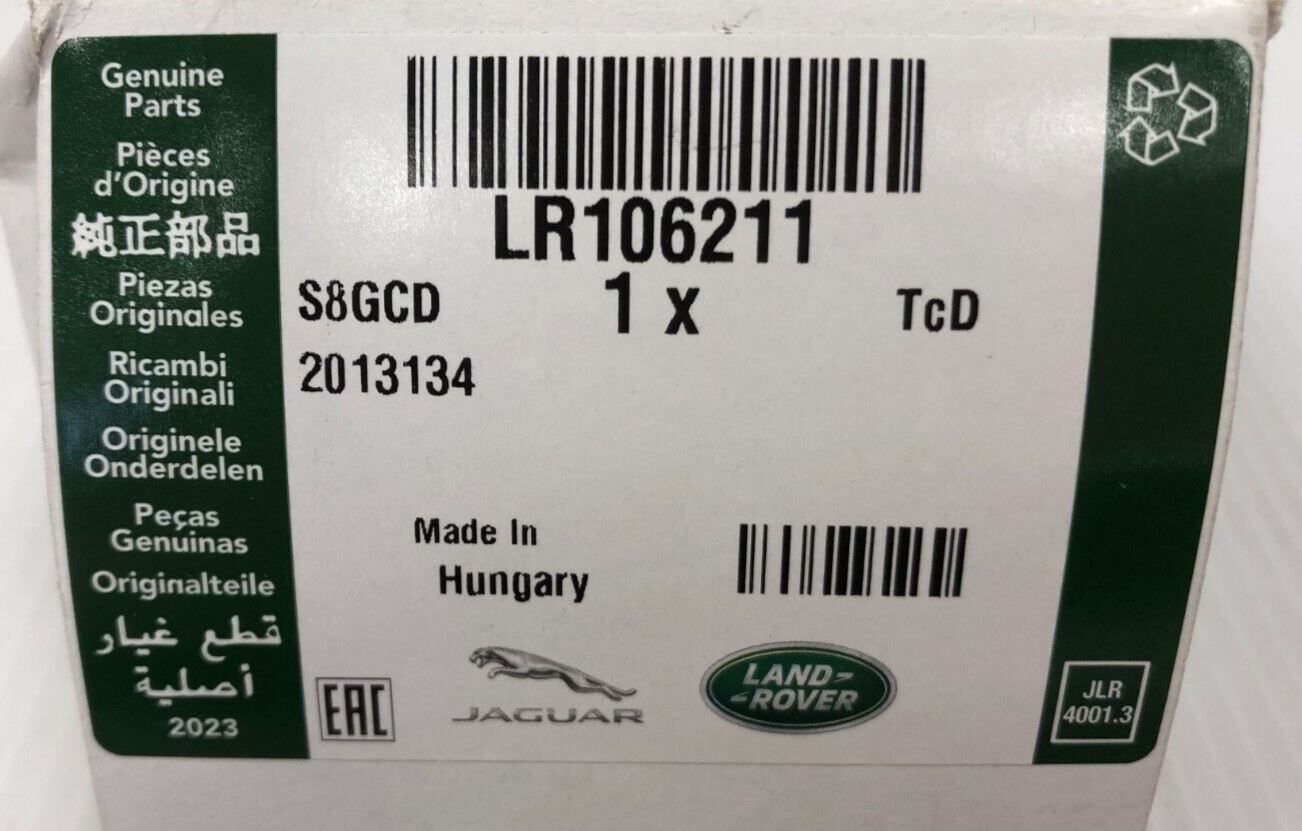 Genuine
Parts
Pièces
d'Origine
純正部品
Piezas
Originales
Ricambi
Originali
Originele
Onderdelen
Peças
Genuinas
Originalteile
قطع غيار
أصلية
2023
LR106211
S8GCD
1 x
TcD
2013134
Made In
Hungary
EAC
JAGUAR
LAND-
-ROVER
JLR
4001.3